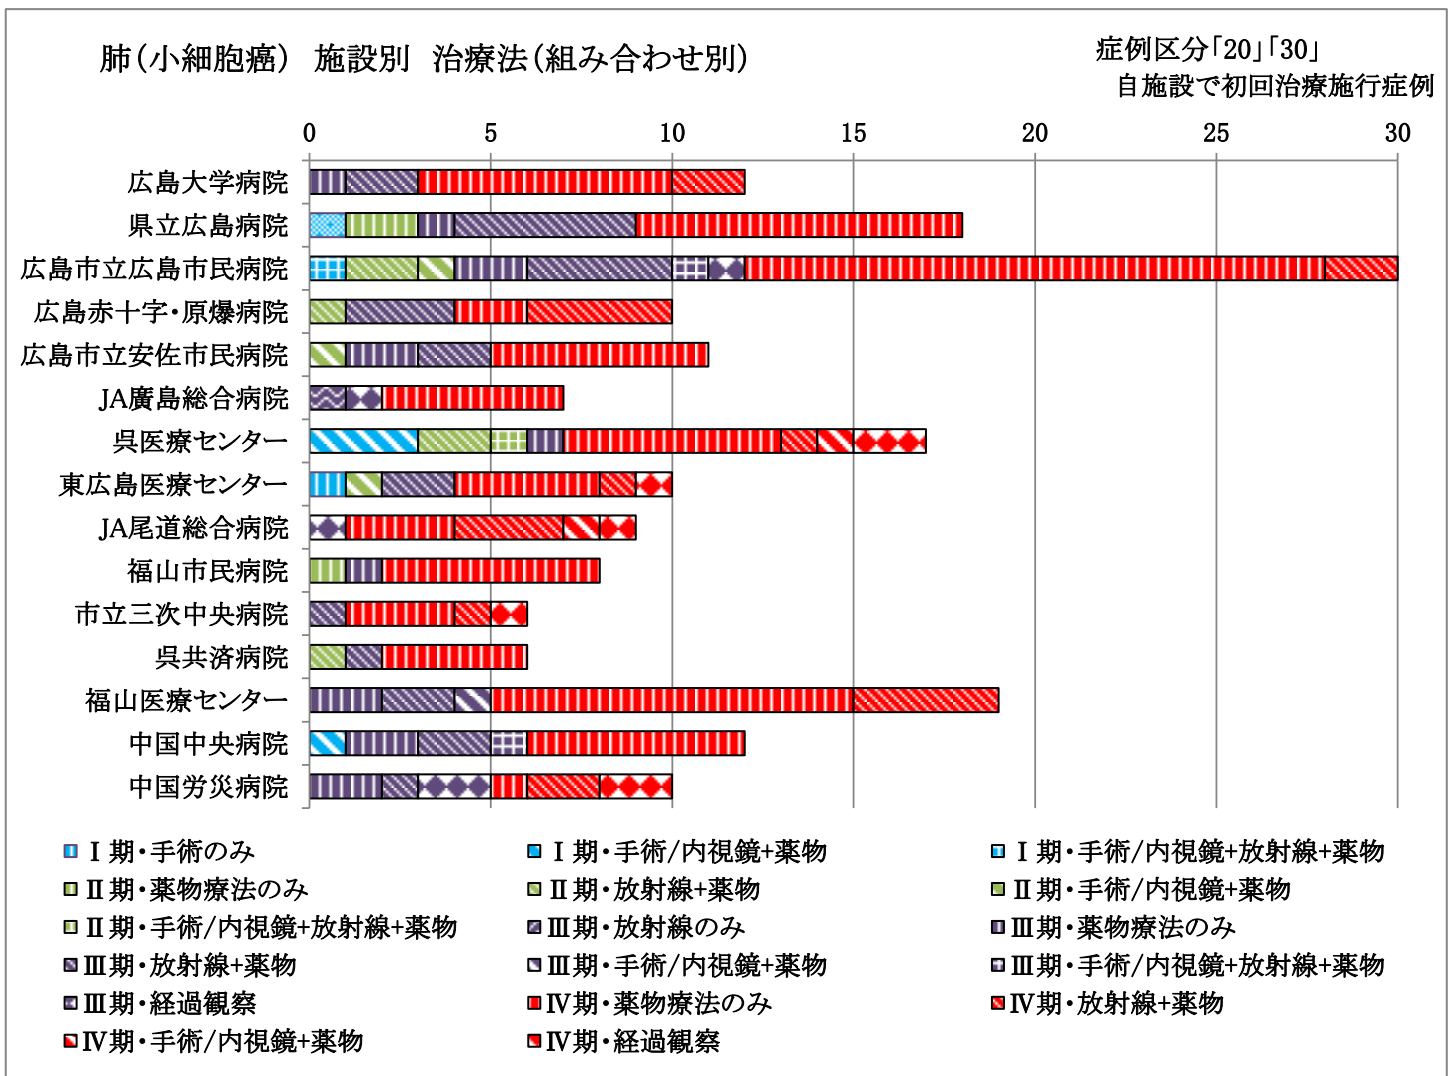 肺（小細胞癌）　施設別　治療法（組み合わせ別）
症例区分「20」「30」
自施設で初回治療施行症例
0 5 10 15 20 25 30
広島大学病院
県立広島病院
広島市立広島市民病院
広島赤十字・原爆病院
広島市立安佐市民病院
JA廣島総合病院
呉医療センター
東広島医療センター
JA尾道総合病院
福山市民病院
市立三次中央病院
呉共済病院
福山医療センター
中国中央病院
中国労災病院
Ⅰ期・手術のみ Ⅰ期・手術/内視鏡+薬物 Ⅰ期・手術/内視鏡+放射線+薬物
Ⅱ期・薬物療法のみ Ⅱ期・放射線+薬物 Ⅱ期・手術/内視鏡+薬物
Ⅱ期・手術/内視鏡+放射線+薬物 Ⅲ期・放射線のみ Ⅲ期・薬物療法のみ
Ⅲ期・放射線+薬物 Ⅲ期・手術/内視鏡+薬物 Ⅲ期・手術/内視鏡+放射線+薬物
Ⅲ期・経過観察 Ⅳ期・薬物療法のみ Ⅳ期・放射線+薬物
Ⅳ期・手術/内視鏡+薬物 Ⅳ期・経過観察